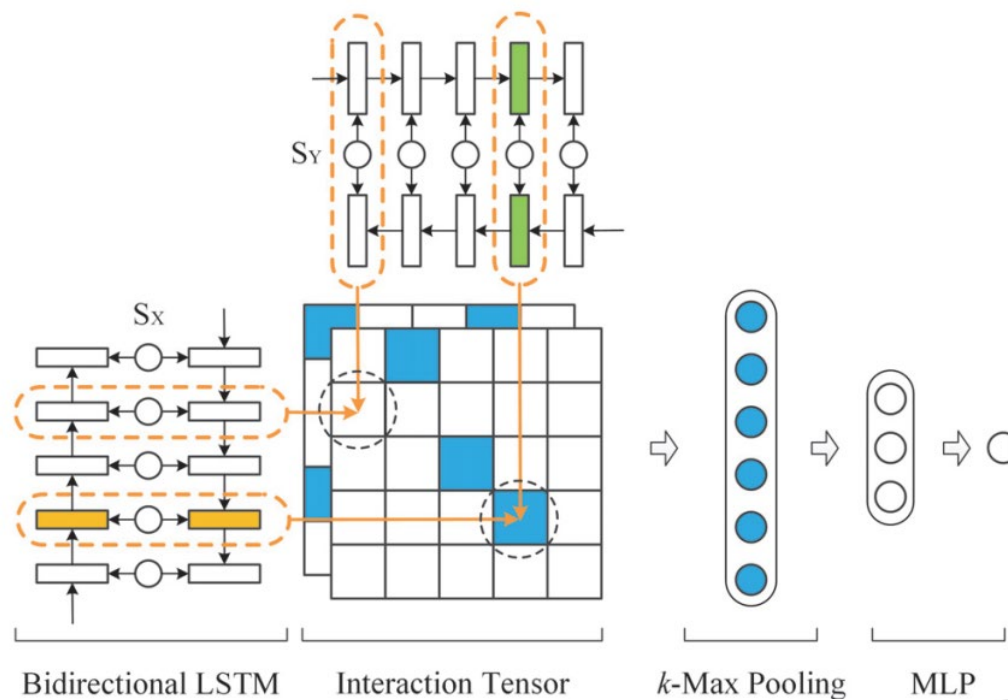 SY
SX
Bidirectional LSTM
Interaction Tensor
k-Max Pooling
MLP